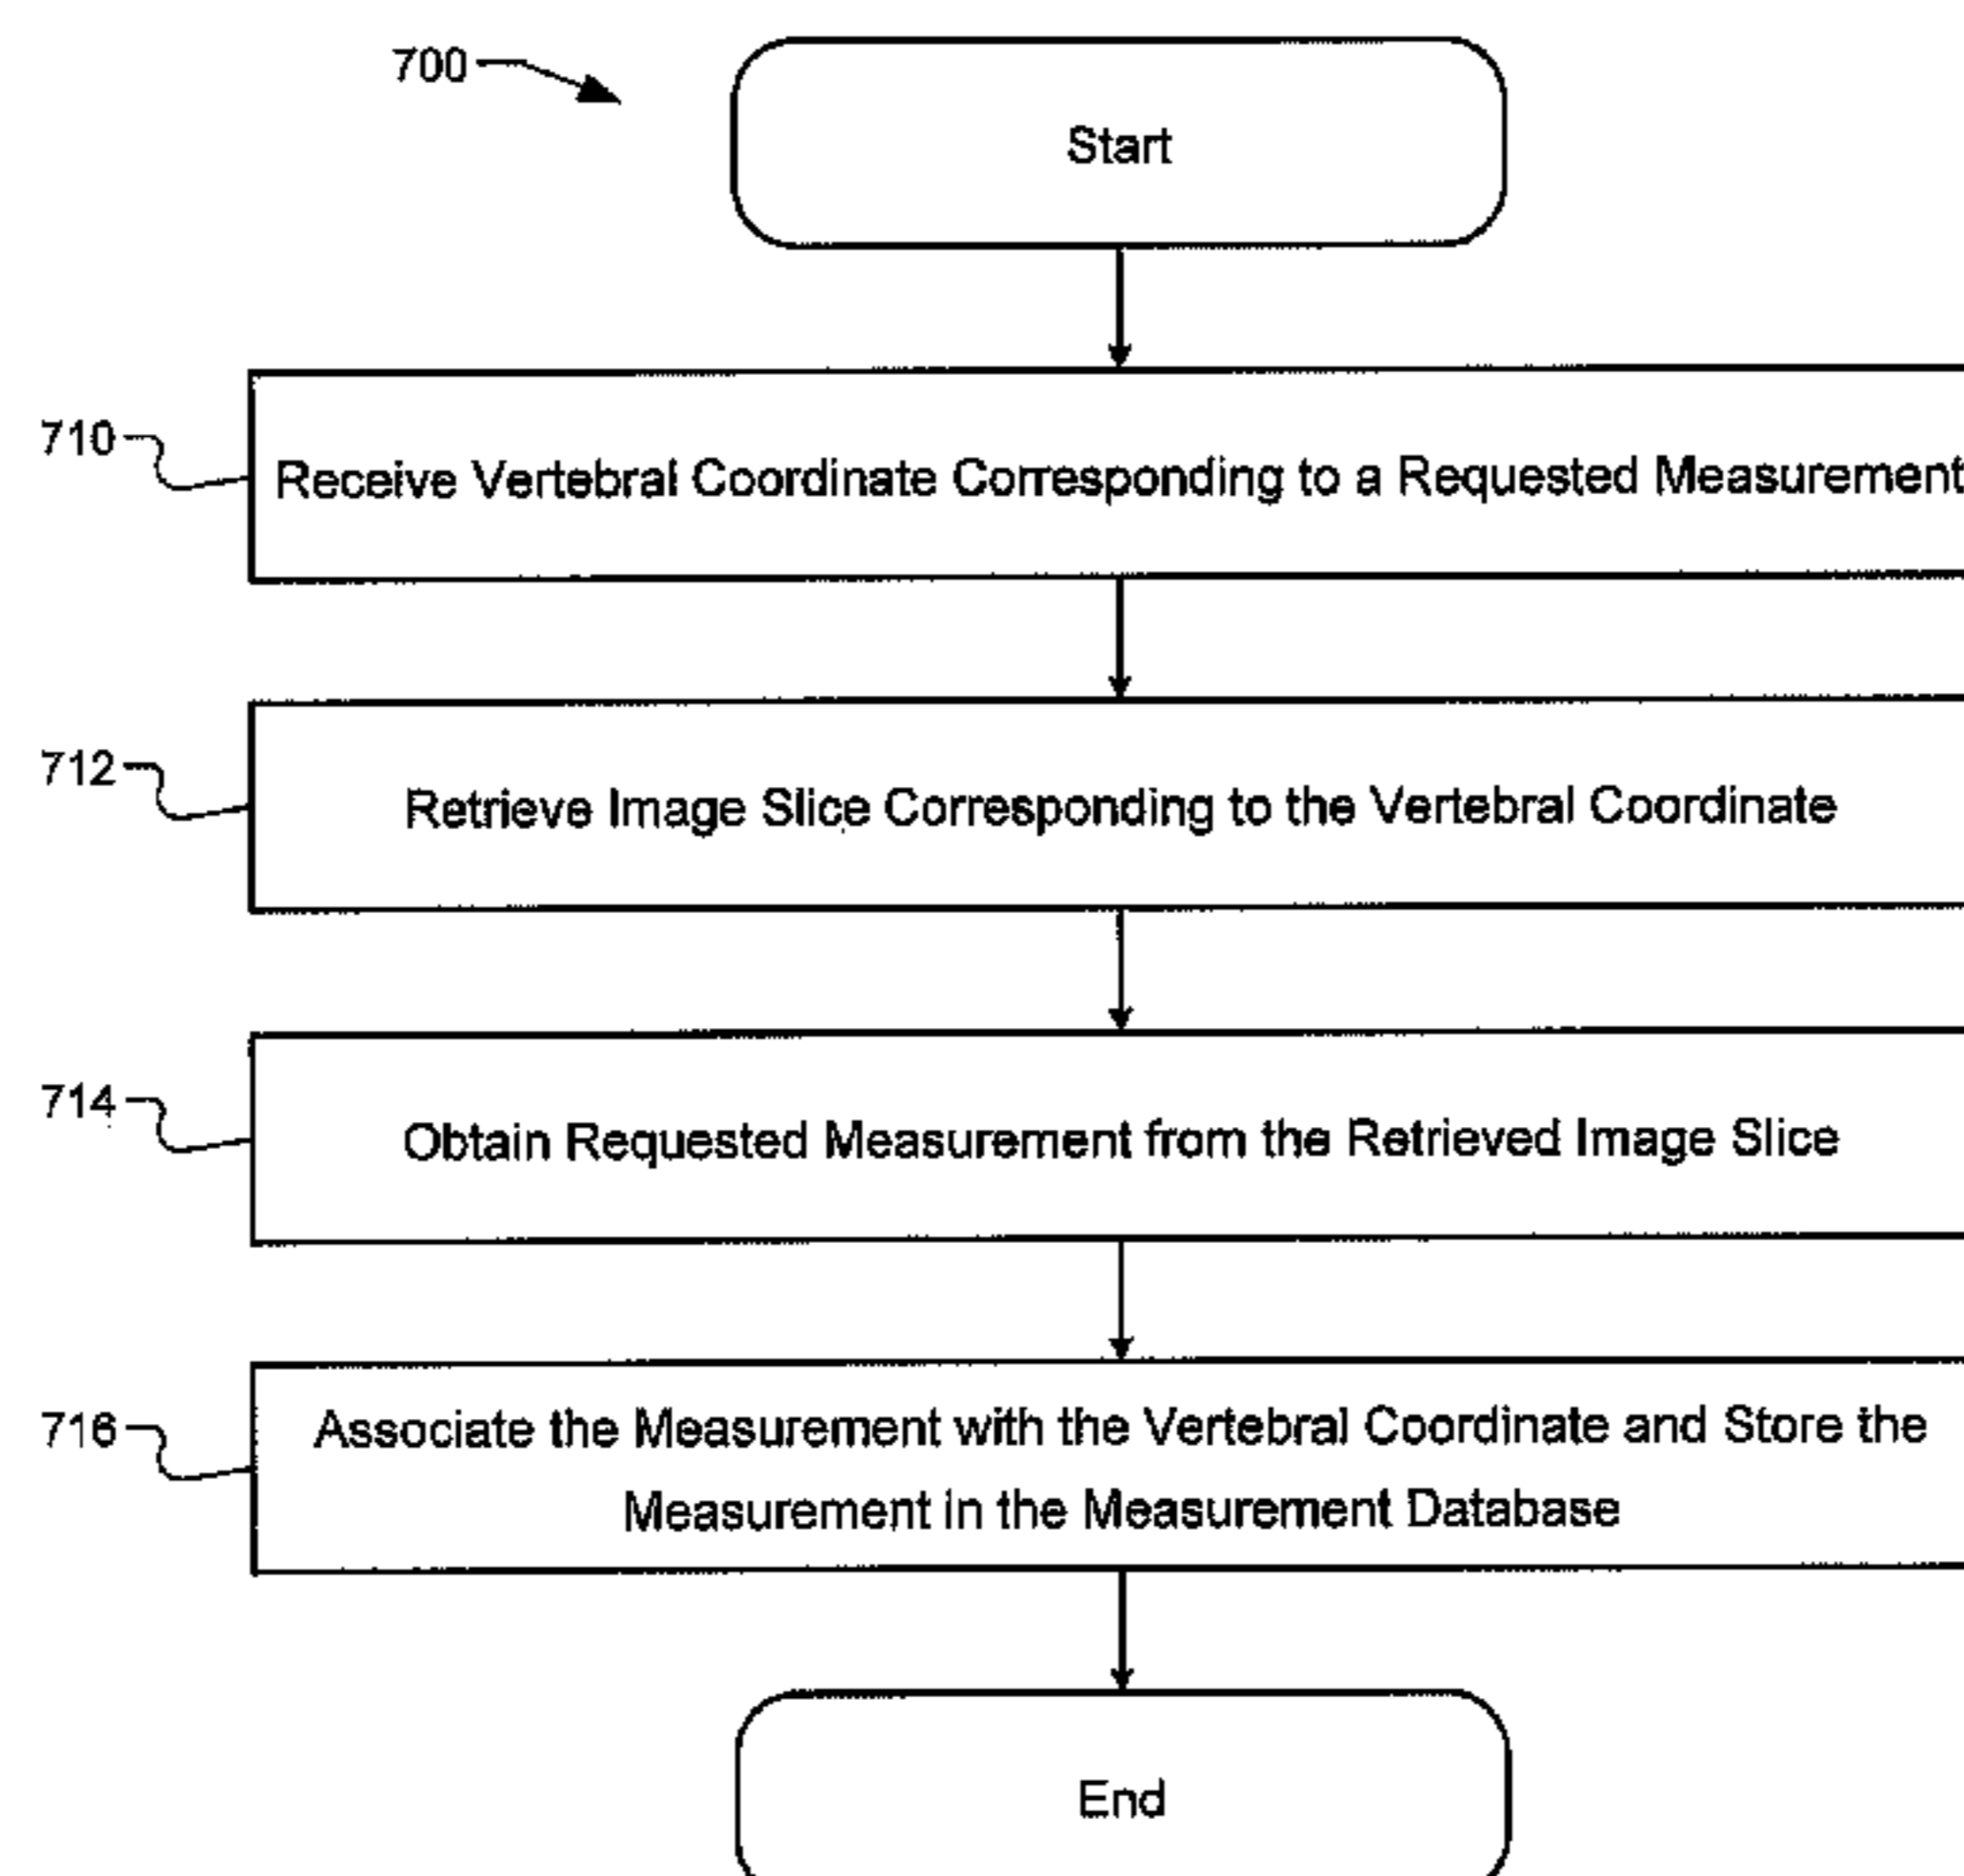 700
Start
710
Receive Vertebral Coordinate Corresponding to a Requested Measurement
712
Retrieve Image Slice Corresponding to the Vertebral Coordinate
714
Obtain Requested Measurement from the Retrieved Image Slice
716
Associate the Measurement with the Vertebral Coordinate and Store the
Measurement in the Measurement Database
End